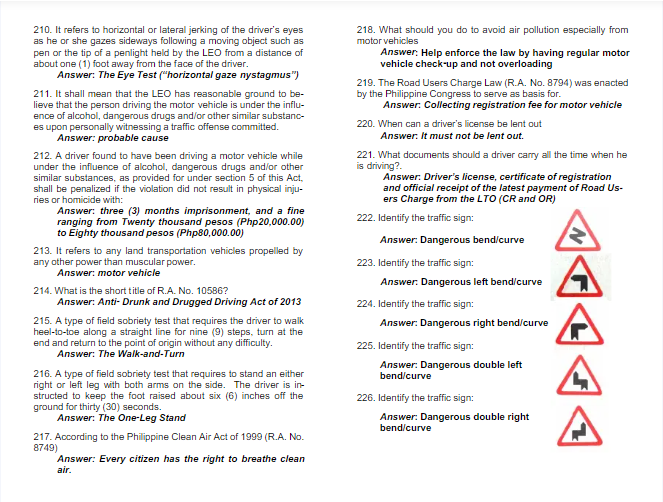 210. It refers to horizontal or lateral jerking of the driver's eyes
as he or she gazes sideways following a moving object such as
pen or the tip of a penlight held by the LEO from a distance of
about one (1) foot away from the face of the driver.
Answer: The Eye Test ("horizontal gaze nystagmus")
211. It shall mean that the LEO has reasonable ground to be-
lieve that the person driving the motor vehicle is under the influ-
ence of alcohol, dangerous drugs and/or other similar substanc-
es upon personally witnessing a traffic offense committed.
Answer: probable cause
212. A driver found to have been driving a motor vehicle while
under the influence of alcohol, dangerous drugs and/or other
similar substances, as provided for under section 5 of this Act,
shall be penalized if the violation did not result in physical inju-
ries or homicide with:
Answer: three (3) months imprisonment, and a fine
ranging from Twenty thousand pesos (Php20,000.00)
to Eighty thousand pesos (Php80,000.00)
213. It refers to any land transportation vehicles propelled by
any other power than muscular power.
Answer: motor vehicle
214. What is the short title of R.A. No. 10586?
Answer: Anti- Drunk and Drugged Driving Act of 2013
215. A type of field sobriety test that requires the driver to walk
heel-to-toe along a straight line for nine (9) steps, turn at the
end and return to the point of origin without any difficulty.
Answer: The Walk-and-Turn
216. A type of field sobriety test that requires to stand an either
right or left leg with both arms on the side. The driver is in-
structed to keep the foot raised about six (6) inches off the
ground for thirty (30) seconds.
Answer: The One-Leg Stand
217. According to the Philippine Clean Air Act of 1999 (R.A. No.
8749)
Answer: Every citizen has the right to breathe clean
air.
218. What should you do to avoid air pollution especially from
motor vehicles
Answer: Help enforce the law by having regular motor
vehicle check-up and not overloading
219. The Road Users Charge Law (R.A. No. 8794) was enacted
by the Philippine Congress to serve as basis for.
Answer: Collecting registration fee for motor vehicle
220. When can a driver's license be lent out
Answer: It must not be lent out.
221. What documents should a driver carry all the time when he
is driving?.
Answer: Driver's license, certificate of registration
and official receipt of the latest payment of Road Us-
ers Charge from the LTO (CR and OR)
222. Identify the traffic sign:
Answer: Dangerous bend/curve
223. Identify the traffic sign:
Answer: Dangerous left bend/curve
224. Identify the traffic sign:
Answer: Dangerous right bend/curve
225. Identify the traffic sign:
Answer: Dangerous double left
bend/curve
226. Identify the traffic sign:
Answer: Dangerous double right
bend/curve